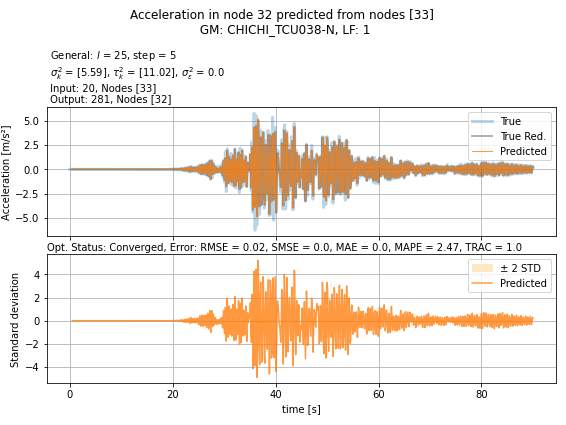 Acceleration in node 32 predicted from nodes [33]
GM: CHICHI_TCU038-N, LF: 1
General: l = 25, step = 5
σ²ₖ = [5.59], τ²ₖ = [11.02], σ²ε = 0.0
Input: 20, Nodes [33]
Output: 281, Nodes [32]
Acceleration [m/s²]
5.0
2.5
0.0
−2.5
−5.0
True
True Red.
Predicted
Opt. Status: Converged, Error: RMSE = 0.02, SMSE = 0.0, MAE = 0.0, MAPE = 2.47, TRAC = 1.0
Standard deviation
4
2
0
−2
−4
± 2 STD
Predicted
0 20 40 60 80
time [s]